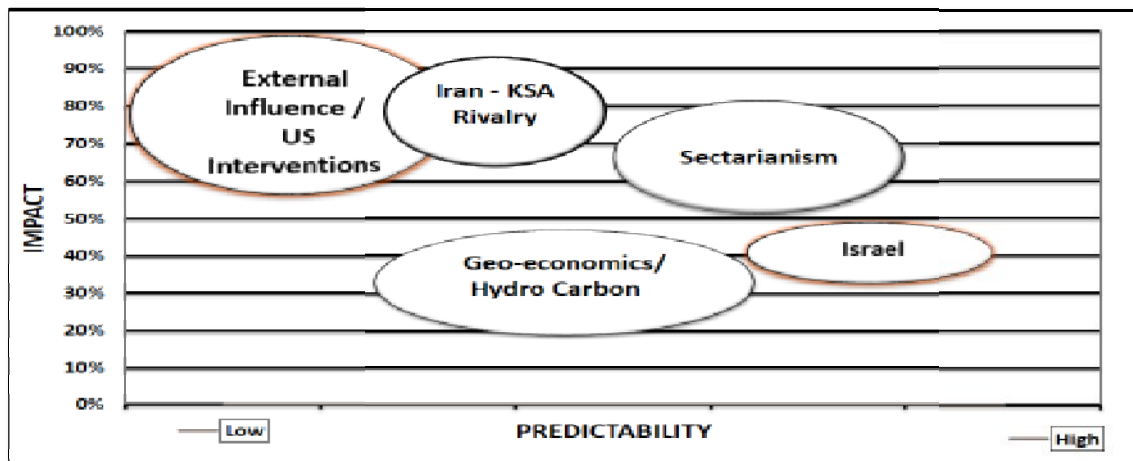 100%
90%
80%
70%
60%
50%
40%
30%
20%
10%
0%
IMPACT
External
Influence /
US
Interventions
Iran - KSA
Rivalry
Sectarianism
Israel
Geo-economics/
Hydro Carbon
Low
PREDICTABILITY
High